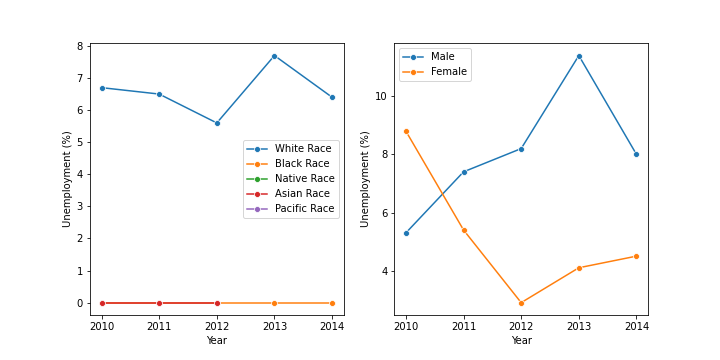 8
7
6
5
4
3
2
1
0
Unemployment (%)
White Race
Black Race
Native Race
Asian Race
Pacific Race
2010 2011 2012 2013 2014
Year
Male
Female
10
8
6
4
Unemployment (%)
2010 2011 2012 2013 2014
Year